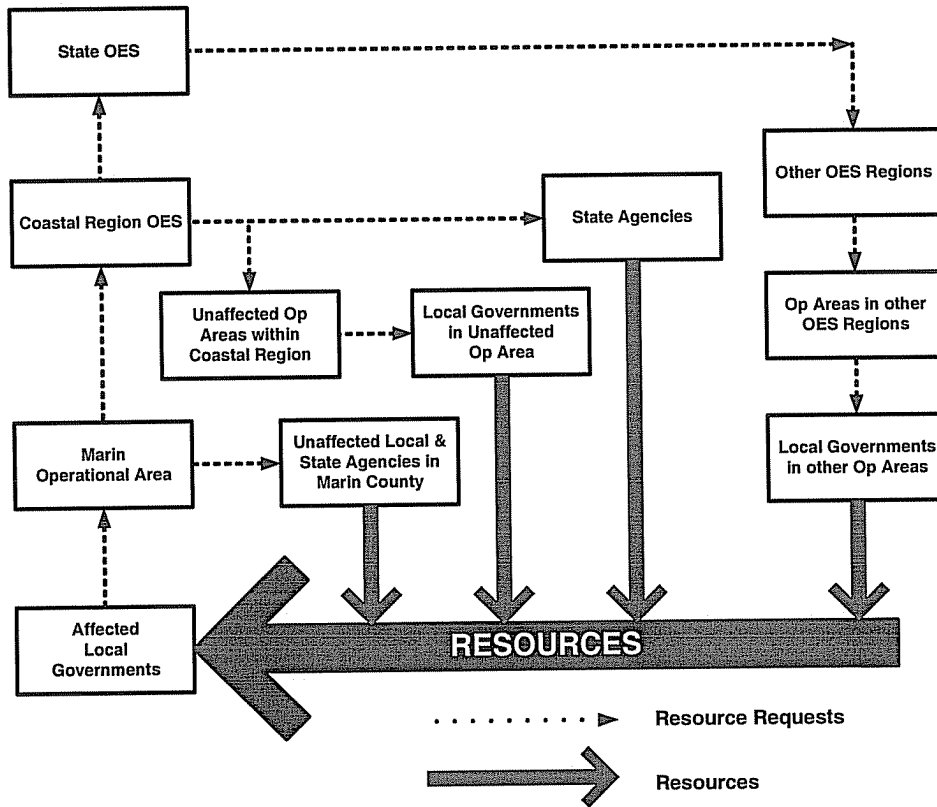 State OES
Other OES Regions
Coastal Region OES
State Agencies
Unaffected Op
Areas within
Coastal Region
Local Governments
in Unaffected
Op Area
Op Areas in other
OES Regions
Marin
Operational Area
Unaffected Local &
State Agencies in
Marin County
Local Governments
in other Op Areas
Affected
Local
Governments
RESOURCES
Resource Requests
Resources